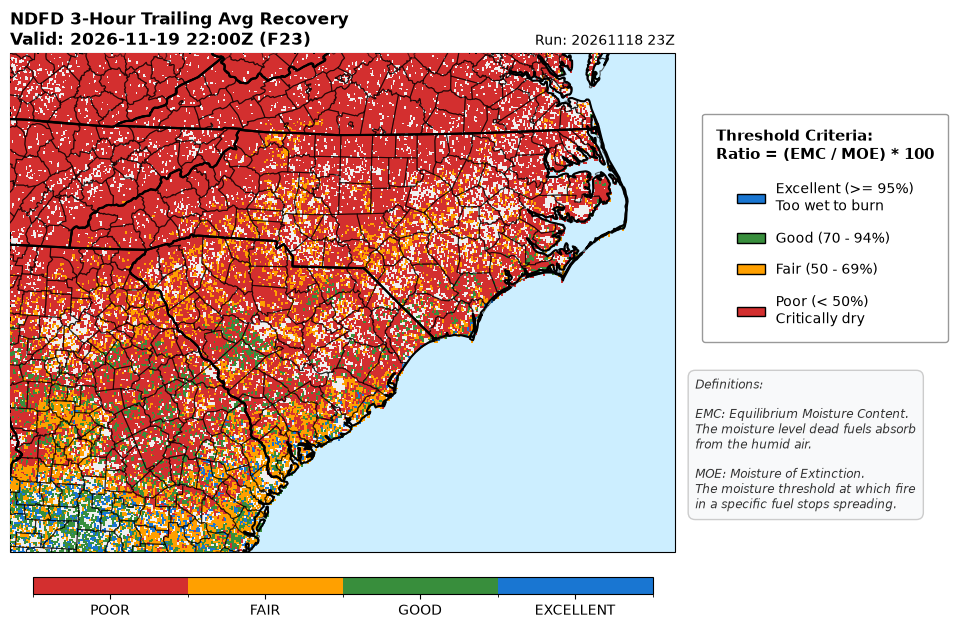 NDFD 3-Hour Trailing Avg Recovery
Valid: 2026-11-19 22:00Z (F23)
Run: 20261118 23Z
Threshold Criteria:
Ratio = (EMC / MOE) * 100
Excellent (>= 95%)
Too wet to burn
Good (70 - 94%)
Fair (50 - 69%)
Poor (< 50%)
Critically dry
Definitions:
EMC: Equilibrium Moisture Content.
The moisture level dead fuels absorb
from the humid air.
MOE: Moisture of Extinction.
The moisture threshold at which fire
in a specific fuel stops spreading.
POOR
FAIR
GOOD
EXCELLENT